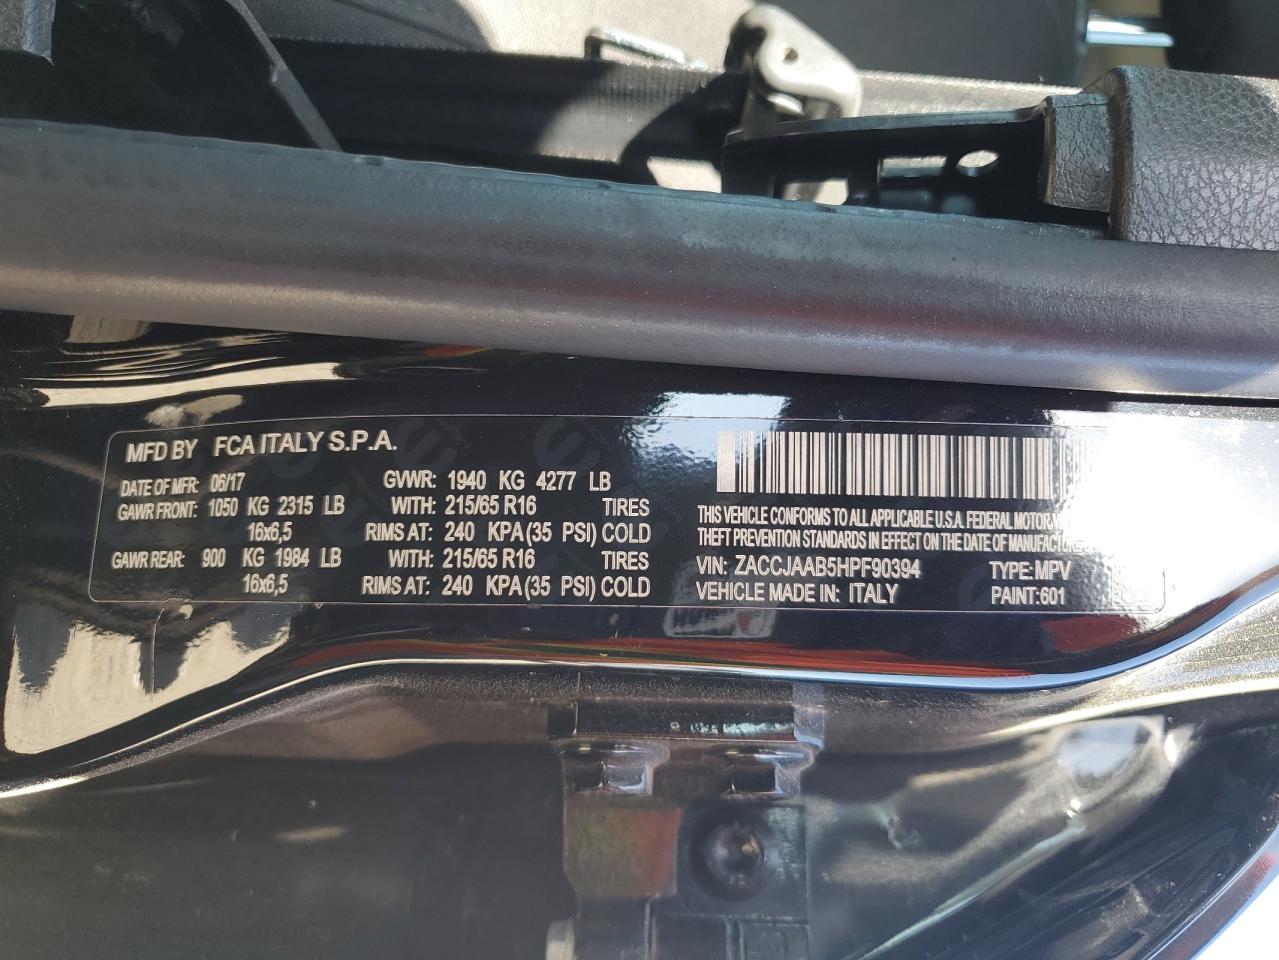 MFD BY FCA ITALY S.P.A.
DATE OF MFR: 06/17 GVWR: 1940 KG 4277 LB
GAWR FRONT: 1050 KG 2315 LB WITH: 215/65 R16 TIRES
16x6,5 RIMS AT: 240 KPA(35 PSI) COLD
GAWR REAR: 900 KG 1984 LB WITH: 215/65 R16 TIRES
16x6,5 RIMS AT: 240 KPA(35 PSI) COLD
THIS VEHICLE CONFORMS TO ALL APPLICABLE U.S.A. FEDERAL MOTOR
THEFT PREVENTION STANDARDS IN EFFECT ON THE DATE OF MANUFAC
VIN: ZACCJAAB5HPF90394 TYPE: MPV
VEHICLE MADE IN: ITALY PAINT: 601